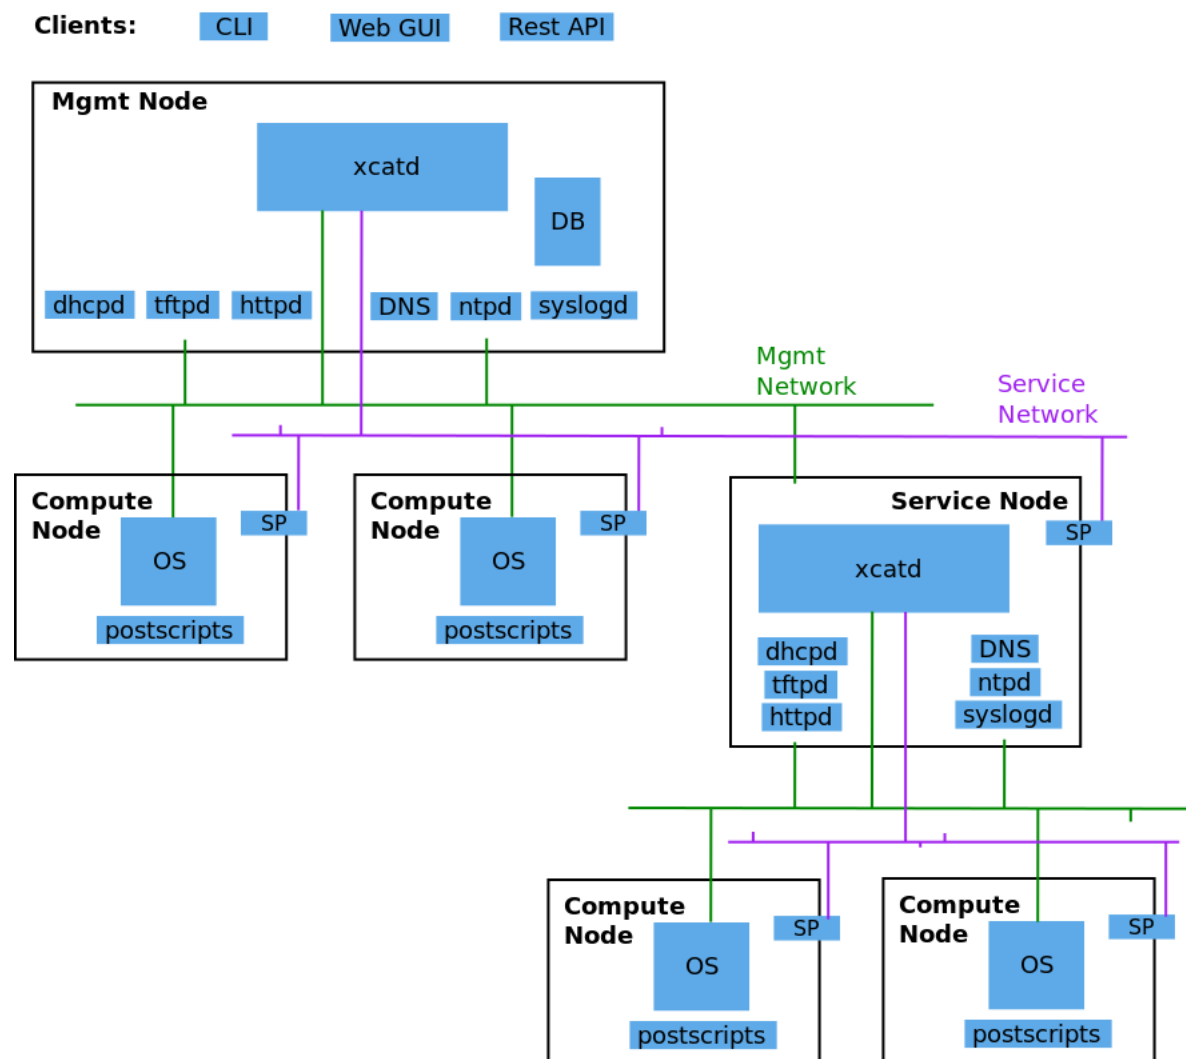 Clients:
CLI
Web GUI
Rest API
Mgmt Node
xcatd
DB
dhcpd
tftpd
httpd
DNS
ntpd
syslogd
Mgmt
Network
Service
Network
Compute
Node
SP
OS
postscripts
Compute
Node
SP
OS
postscripts
Service Node
SP
xcatd
dhcpd
tftpd
httpd
DNS
ntpd
syslogd
Compute
Node
SP
OS
postscripts
Compute
Node
SP
OS
postscripts